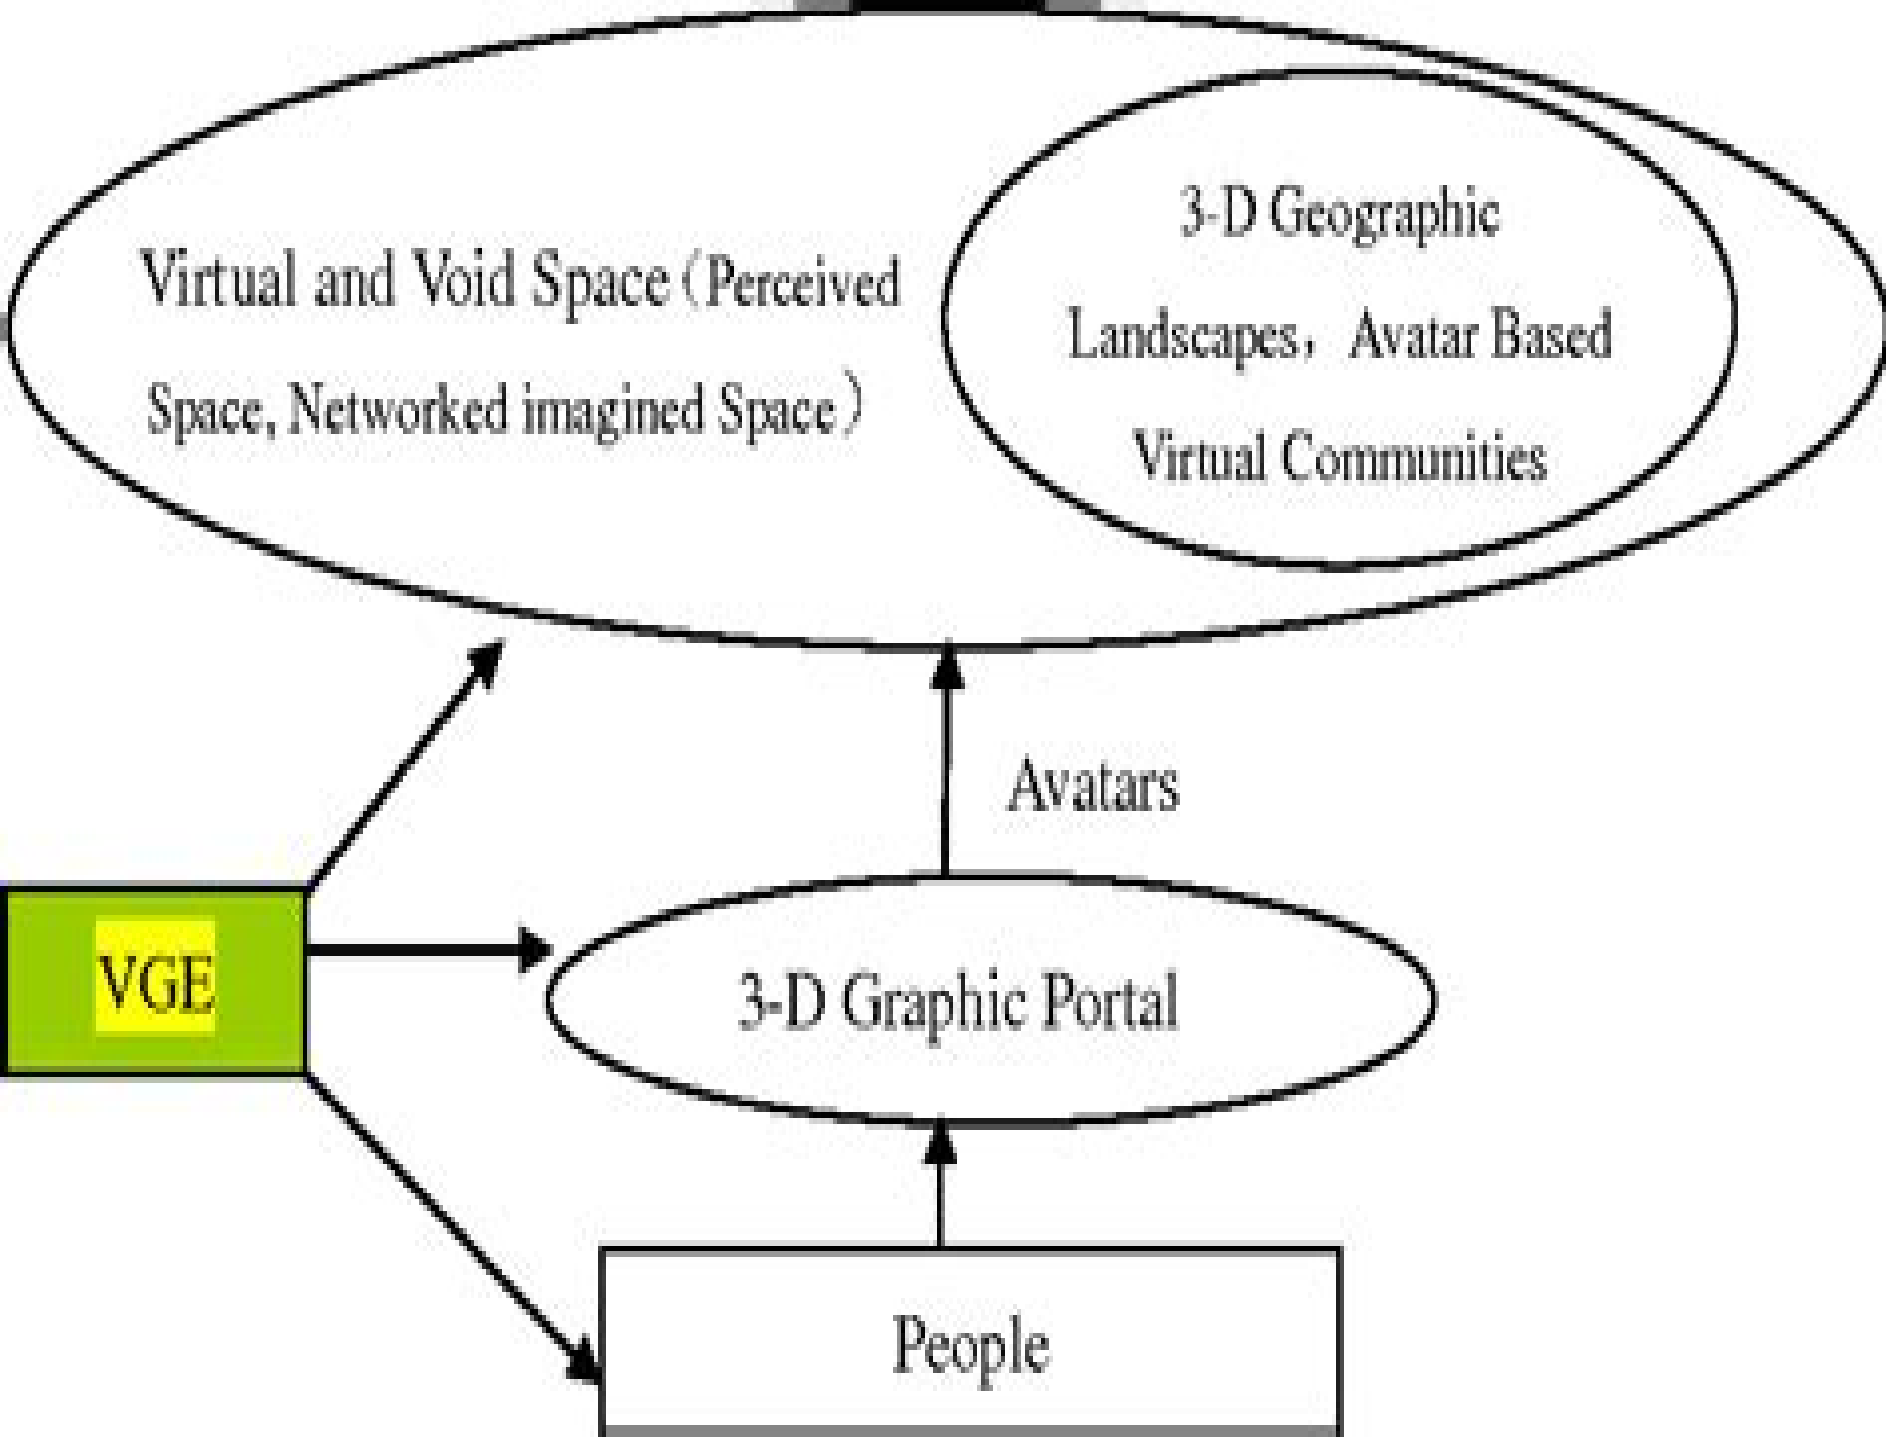 3-D Geographic
Virtual and Void Space（Perceived
Landscapes，Avatar Based
Space, Networked imagined Space）
Virtual Communities
Avatars
VGE
3-D Graphic Portal
People